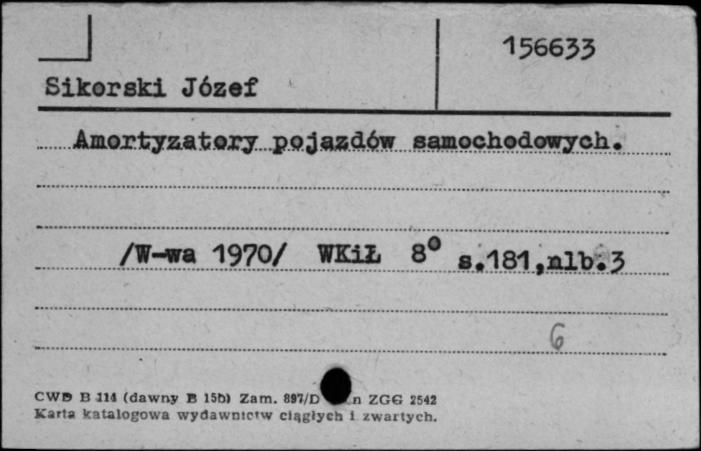 156633
Sikorski Józef
Amortyzatory pojazdów samochodowych.
/W-wa 1970/ WKiŁ 8° s.181,nlb.3
6
CWD B 114 (dawny B 15b) Zam. 897/D n ZGG 2542
Karta katalogowa wydawnictw ciągłych i zwartych.